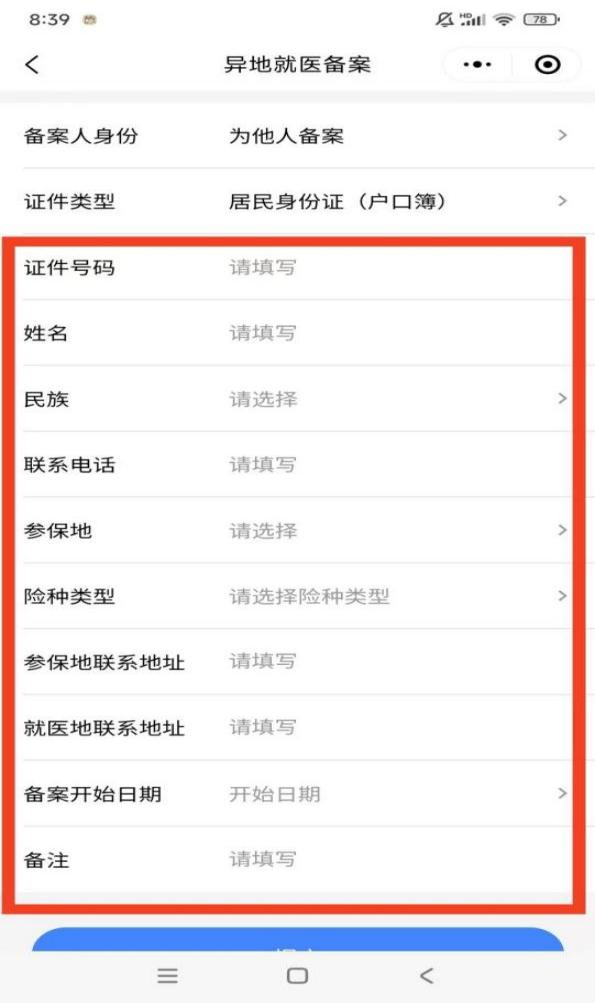 8:39 HD 78
异地就医备案
备案人身份 为他人备案
证件类型 居民身份证（户口簿）
证件号码 请填写
姓名 请填写
民族 请选择
联系电话 请填写
参保地 请选择
险种类型 请选择险种类型
参保地联系地址 请填写
就医地联系地址 请填写
备案开始日期 开始日期
备注 请填写